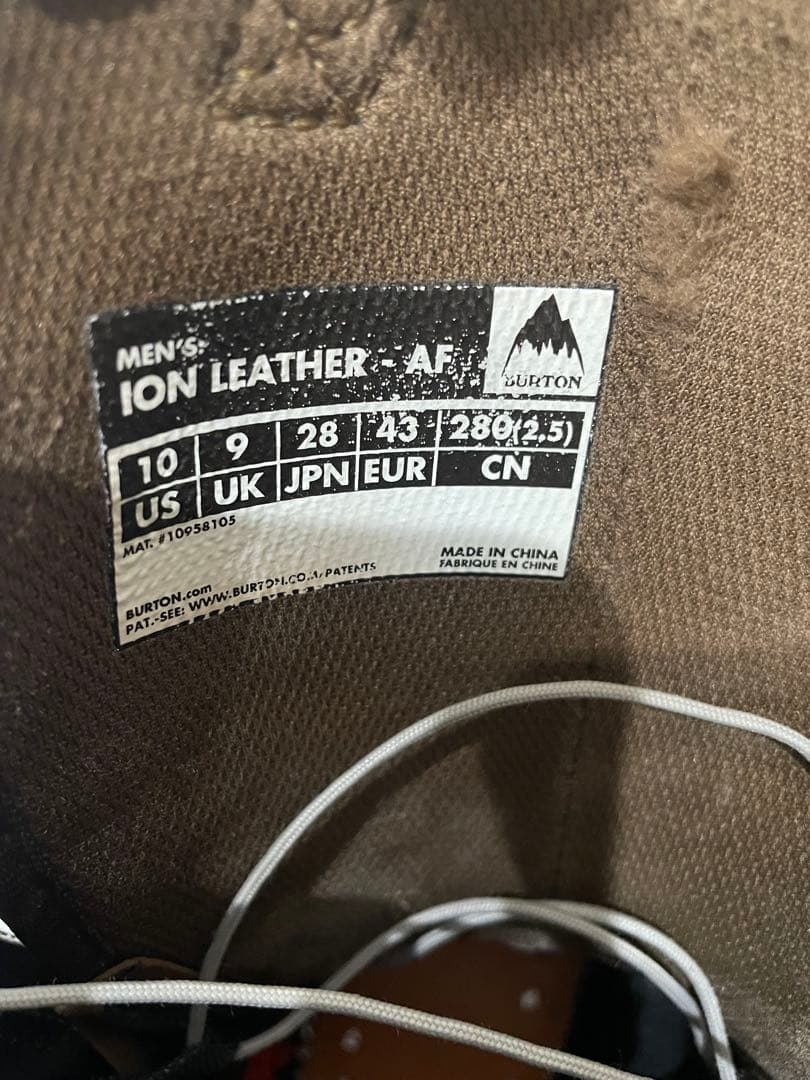 MEN'S:
ION LEATHER - AF
BURTON
10 9 28 43 280(2.5)
US UK JPN EUR CN
MAT. #10958105
MADE IN CHINA
FABRIQUE EN CHINE
BURTON.com
PAT.-SEE: WWW.BURTON.COM/PATENTS